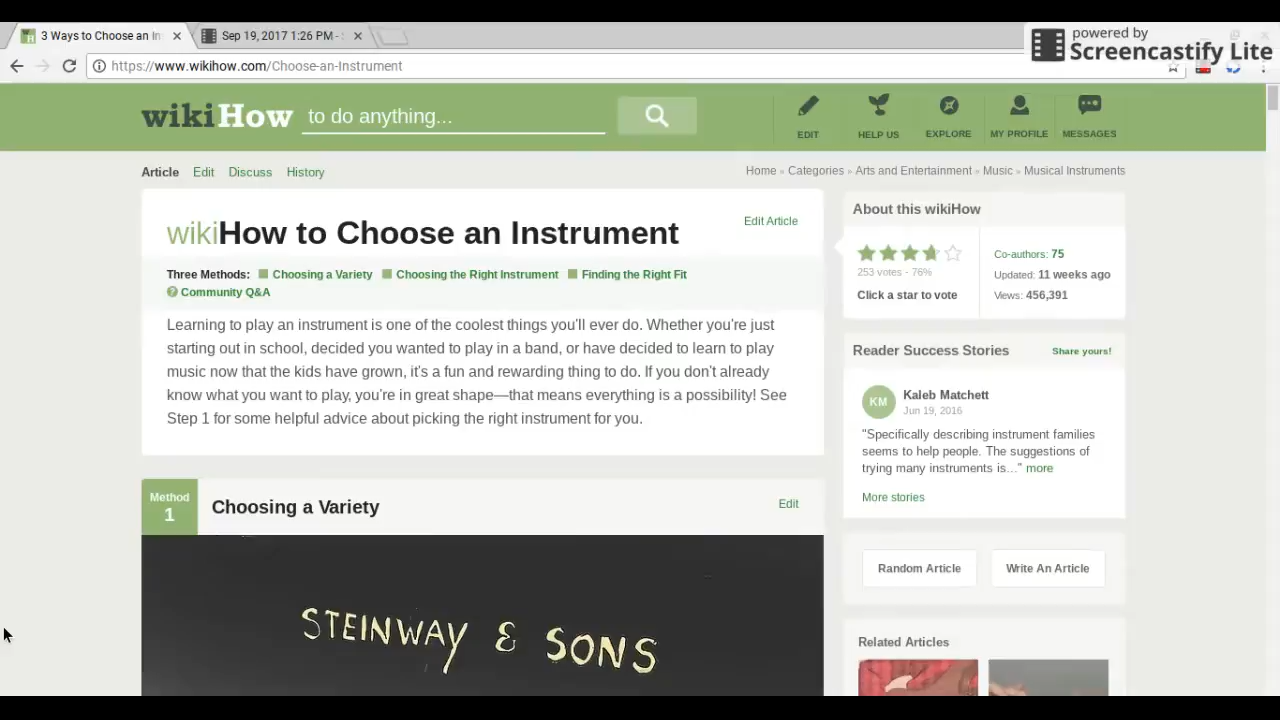 3 Ways to Choose an In
Sep 19, 2017 1:26 PM -
powered by
Screencastify Lite
https://www.wikihow.com/Choose-an-Instrument
wikiHow to do anything...
EDIT HELP US EXPLORE MY PROFILE MESSAGES
Article Edit Discuss History
Home » Categories » Arts and Entertainment » Music » Musical Instruments
wikiHow to Choose an Instrument
Edit Article
Three Methods: Choosing a Variety Choosing the Right Instrument Finding the Right Fit
Community Q&A
Learning to play an instrument is one of the coolest things you'll ever do. Whether you're just
starting out in school, decided you wanted to play in a band, or have decided to learn to play
music now that the kids have grown, it's a fun and rewarding thing to do. If you don't already
know what you want to play, you're in great shape—that means everything is a possibility! See
Step 1 for some helpful advice about picking the right instrument for you.
Method
1
Choosing a Variety
Edit
STEINWAY & SONS
About this wikiHow
253 votes - 76%
Click a star to vote
Co-authors: 75
Updated: 11 weeks ago
Views: 456,391
Reader Success Stories
Share yours!
KM
Kaleb Matchett
Jun 19, 2016
"Specifically describing instrument families
seems to help people. The suggestions of
trying many instruments is..." more
More stories
Random Article
Write An Article
Related Articles